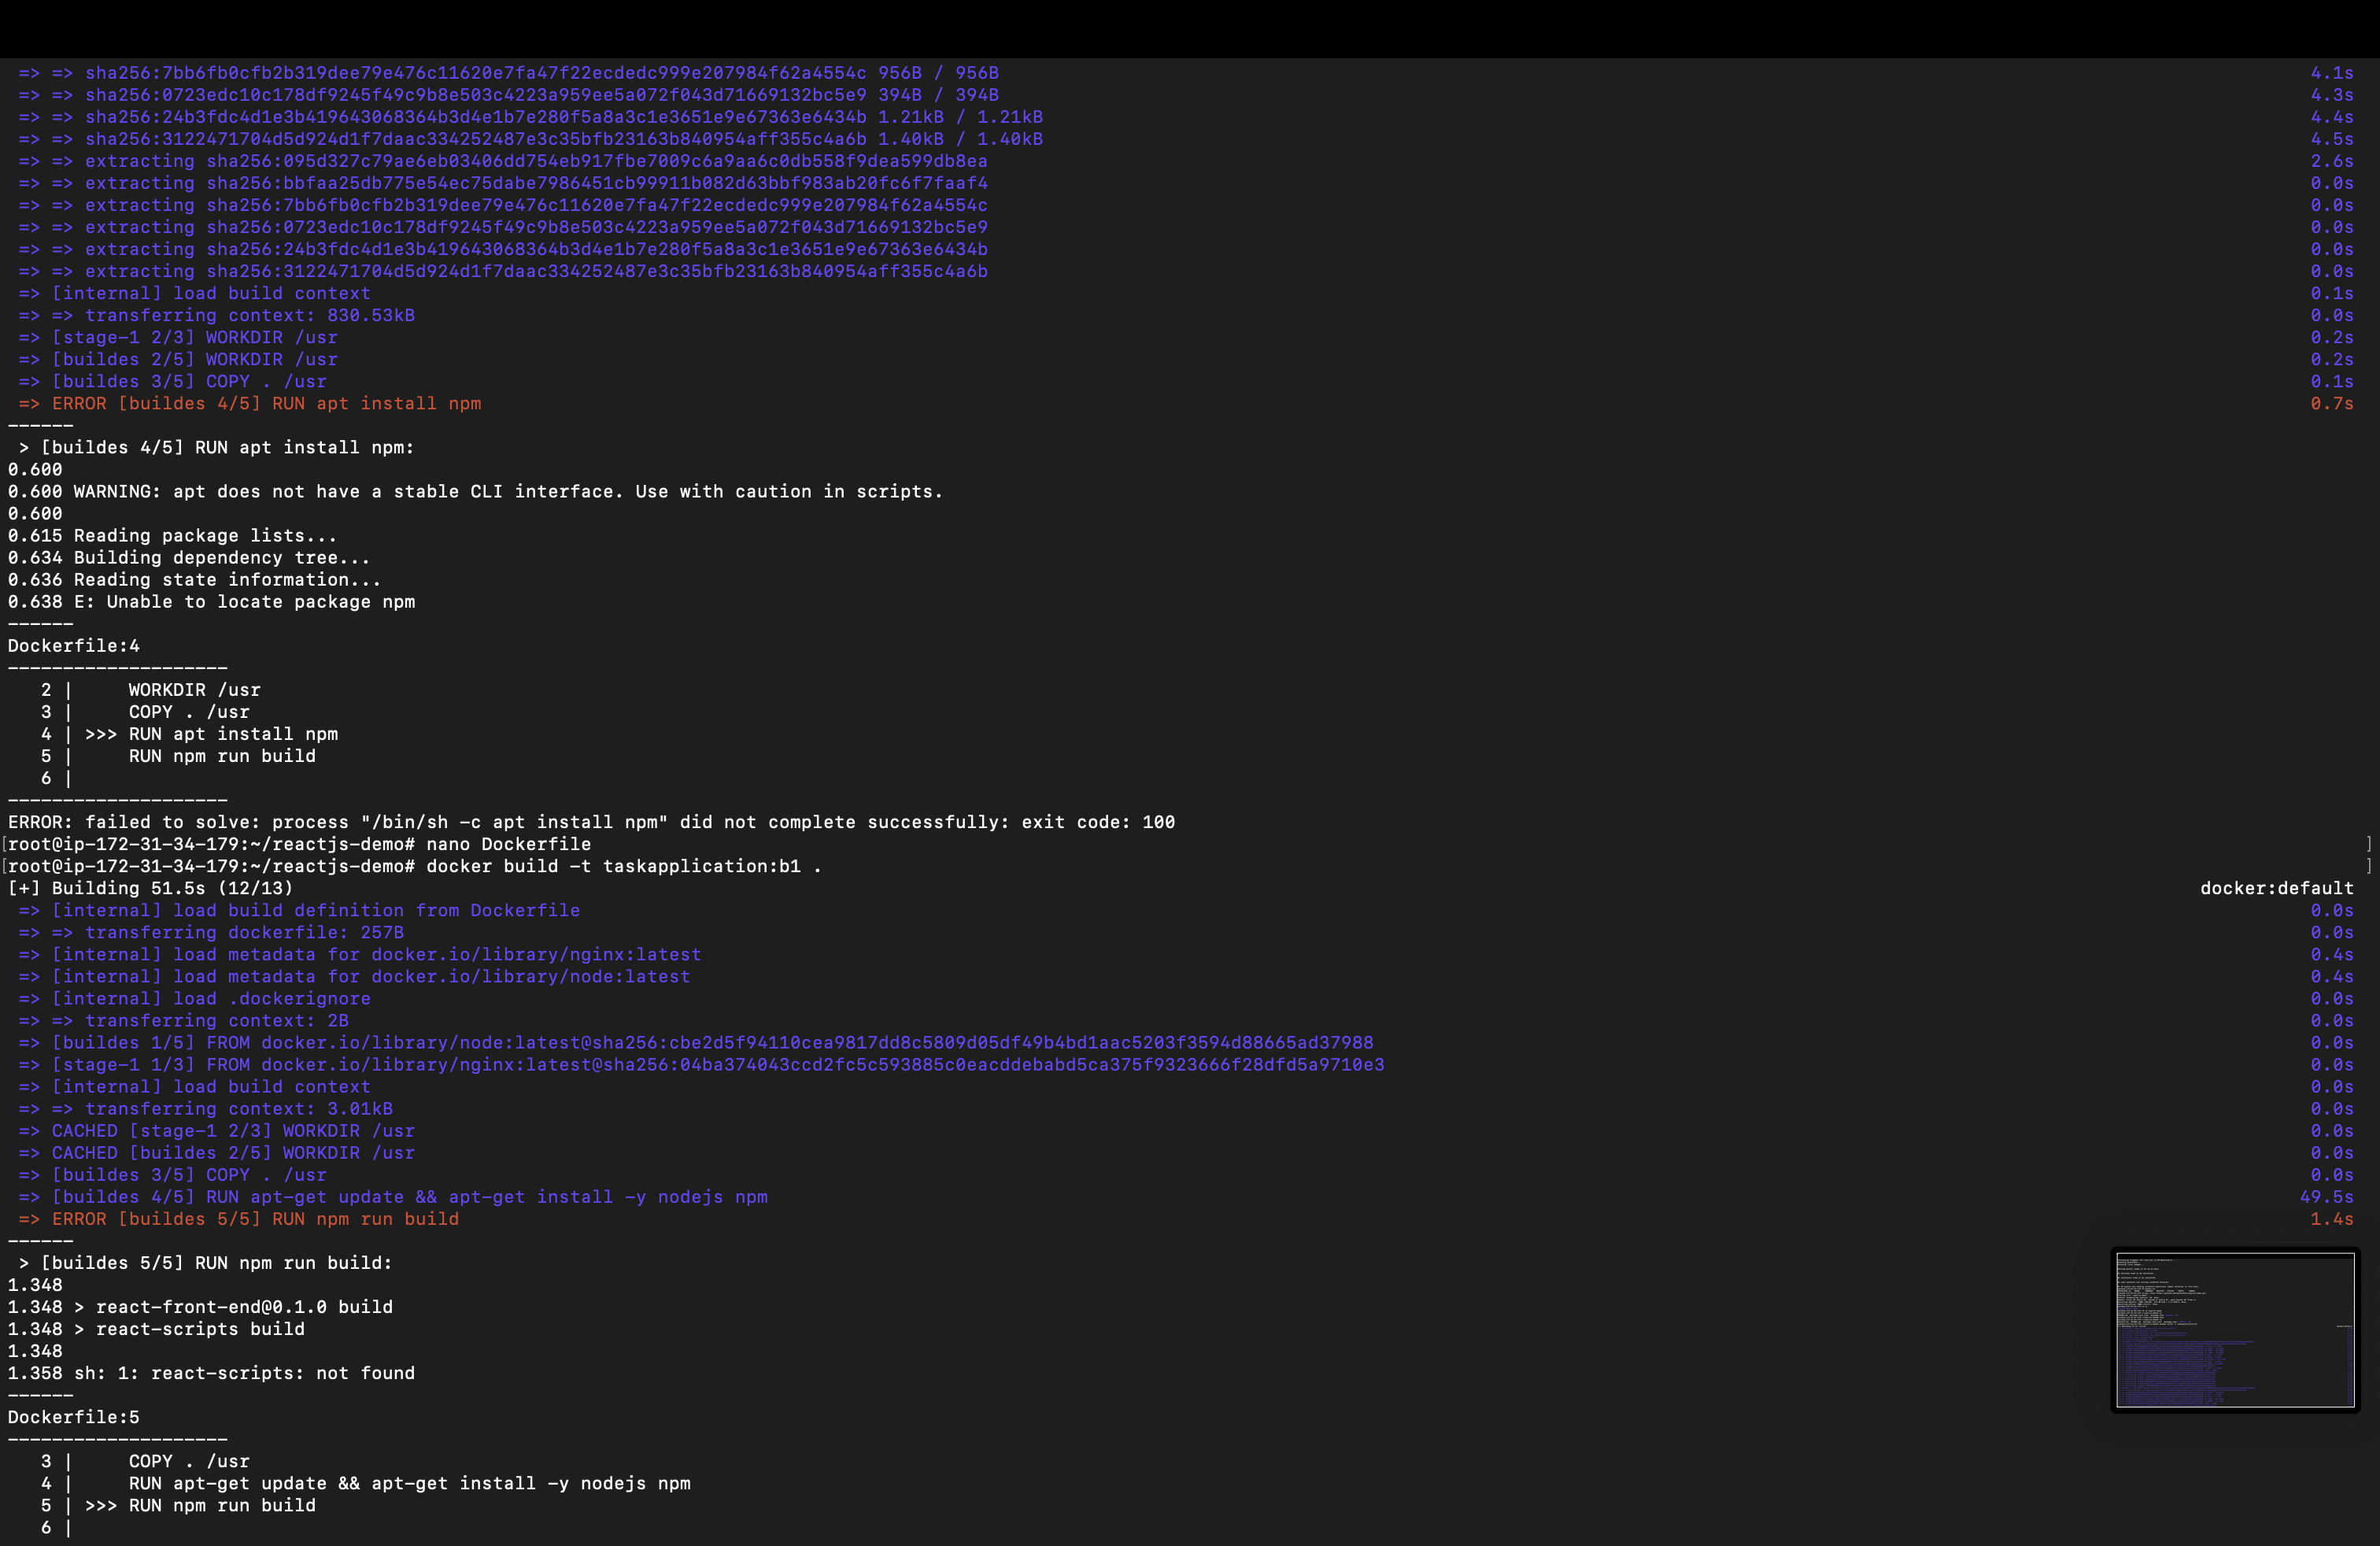 => => sha256:7bb6fb0cfb2b319dee79e476c11620e7fa47f22ecdedc999e207984f62a4554c 956B / 956B 4.1s
=> => sha256:0723edc10c178df9245f49c9b8e503c4223a959ee5a072f043d71669132bc5e9 394B / 394B 4.3s
=> => sha256:24b3fdc4d1e3b419643068364b3d4e1b7e280f5a8a3c1e3651e9e67363e6434b 1.21kB / 1.21kB 4.4s
=> => sha256:3122471704d5d924d1f7daac334252487e3c35bfb23163b840954aff355c4a6b 1.40kB / 1.40kB 4.5s
=> => extracting sha256:095d327c79ae6eb03406dd754eb917fbe7009c6a9aa6c0db558f9dea599db8ea 2.6s
=> => extracting sha256:bbfaa25db775e54ec75dabe7986451cb99911b082d63bbf983ab20fc6f7faaf4 0.0s
=> => extracting sha256:7bb6fb0cfb2b319dee79e476c11620e7fa47f22ecdedc999e207984f62a4554c 0.0s
=> => extracting sha256:0723edc10c178df9245f49c9b8e503c4223a959ee5a072f043d71669132bc5e9 0.0s
=> => extracting sha256:24b3fdc4d1e3b419643068364b3d4e1b7e280f5a8a3c1e3651e9e67363e6434b 0.0s
=> => extracting sha256:3122471704d5d924d1f7daac334252487e3c35bfb23163b840954aff355c4a6b 0.0s
=> [internal] load build context 0.1s
=> => transferring context: 830.53kB 0.0s
=> [stage-1 2/3] WORKDIR /usr 0.2s
=> [buildes 2/5] WORKDIR /usr 0.2s
=> [buildes 3/5] COPY . /usr 0.1s
=> ERROR [buildes 4/5] RUN apt install npm 0.7s
------
> [buildes 4/5] RUN apt install npm:
0.600
0.600 WARNING: apt does not have a stable CLI interface. Use with caution in scripts.
0.600
0.615 Reading package lists...
0.634 Building dependency tree...
0.636 Reading state information...
0.638 E: Unable to locate package npm
------
Dockerfile:4
--------------------
2 | WORKDIR /usr
3 | COPY . /usr
4 | >>> RUN apt install npm
5 | RUN npm run build
6 |
--------------------
ERROR: failed to solve: process "/bin/sh -c apt install npm" did not complete successfully: exit code: 100
[root@ip-172-31-34-179:~/reactjs-demo# nano Dockerfile ]
[root@ip-172-31-34-179:~/reactjs-demo# docker build -t taskapplication:b1 . ]
[+] Building 51.5s (12/13) docker:default
=> [internal] load build definition from Dockerfile 0.0s
=> => transferring dockerfile: 257B 0.0s
=> [internal] load metadata for docker.io/library/nginx:latest 0.4s
=> [internal] load metadata for docker.io/library/node:latest 0.4s
=> [internal] load .dockerignore 0.0s
=> => transferring context: 2B 0.0s
=> [buildes 1/5] FROM docker.io/library/node:latest@sha256:cbe2d5f94110cea9817dd8c5809d05df49b4bd1aac5203f3594d88665ad37988 0.0s
=> [stage-1 1/3] FROM docker.io/library/nginx:latest@sha256:04ba374043ccd2fc5c593885c0eacddebabd5ca375f9323666f28dfd5a9710e3 0.0s
=> [internal] load build context 0.0s
=> => transferring context: 3.01kB 0.0s
=> CACHED [stage-1 2/3] WORKDIR /usr 0.0s
=> CACHED [buildes 2/5] WORKDIR /usr 0.0s
=> [buildes 3/5] COPY . /usr 0.0s
=> [buildes 4/5] RUN apt-get update && apt-get install -y nodejs npm 49.5s
=> ERROR [buildes 5/5] RUN npm run build 1.4s
------
> [buildes 5/5] RUN npm run build:
1.348
1.348 > react-front-end@0.1.0 build
1.348 > react-scripts build
1.348
1.358 sh: 1: react-scripts: not found
------
Dockerfile:5
--------------------
3 | COPY . /usr
4 | RUN apt-get update && apt-get install -y nodejs npm
5 | >>> RUN npm run build
6 |